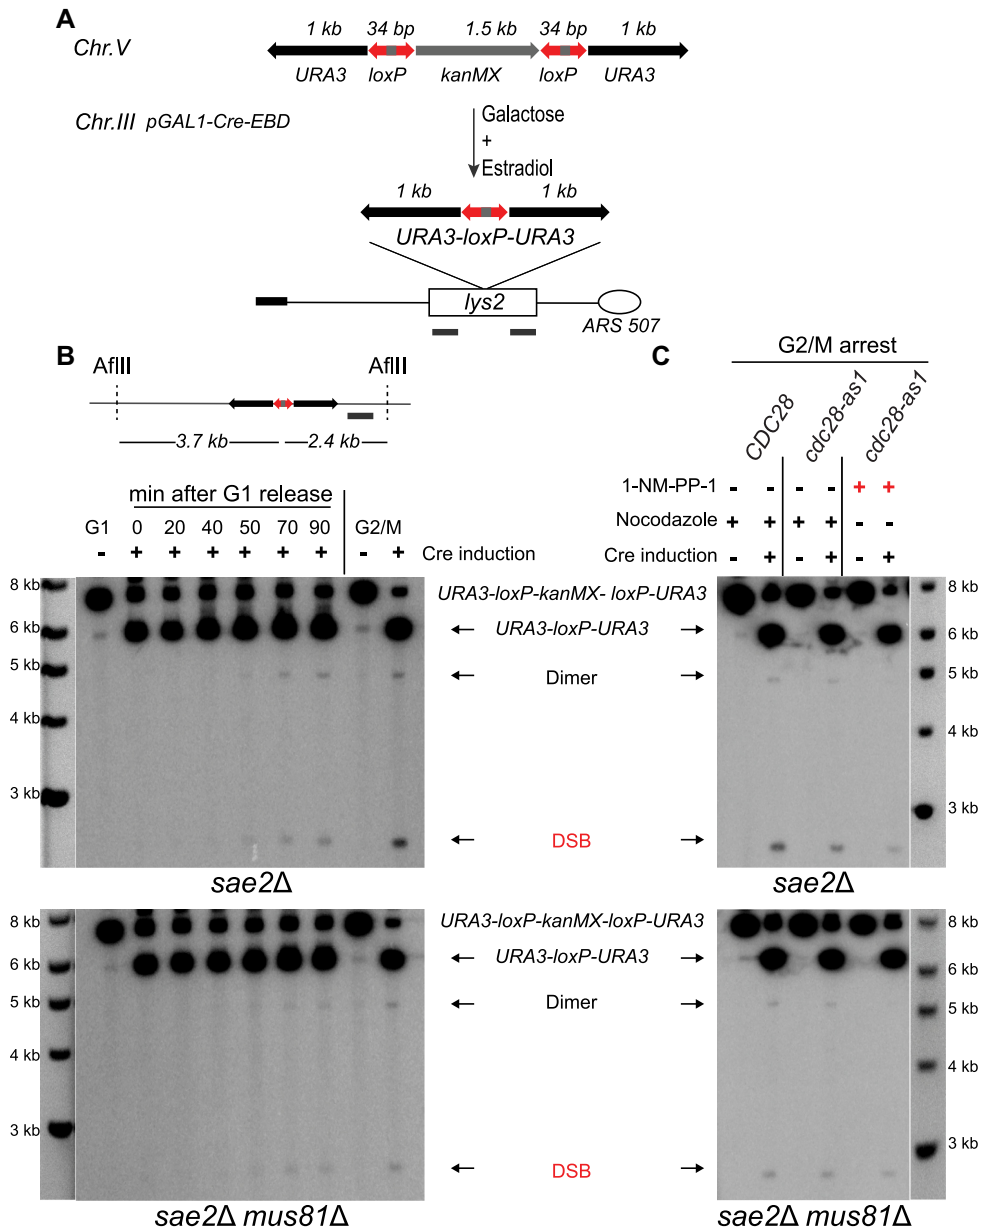 A
Chr.V
1 kb 34 bp 1.5 kb 34 bp 1 kb
URA3 loxP kanMX loxP URA3
Chr.III pGAL1-Cre-EBD
Galactose
+
Estradiol
1 kb 1 kb
URA3-loxP-URA3
lys2
ARS 507
B
AflII AflII
3.7 kb 2.4 kb
min after G1 release
G1 0 20 40 50 70 90 G2/M
- + + + + + + - + Cre induction
8 kb
6 kb
5 kb
4 kb
3 kb
sae2Δ
8 kb
6 kb
5 kb
4 kb
3 kb
sae2Δ mus81Δ
URA3-loxP-kanMX- loxP-URA3
URA3-loxP-URA3
Dimer
DSB
URA3-loxP-kanMX-loxP-URA3
URA3-loxP-URA3
Dimer
DSB
C
G2/M arrest
CDC28 cdc28-as1 cdc28-as1
1-NM-PP-1 - - - - + +
Nocodazole + + + + - -
Cre induction - + - + - +
8 kb
6 kb
5 kb
4 kb
3 kb
sae2Δ
8 kb
6 kb
5 kb
4 kb
3 kb
sae2Δ mus81Δ